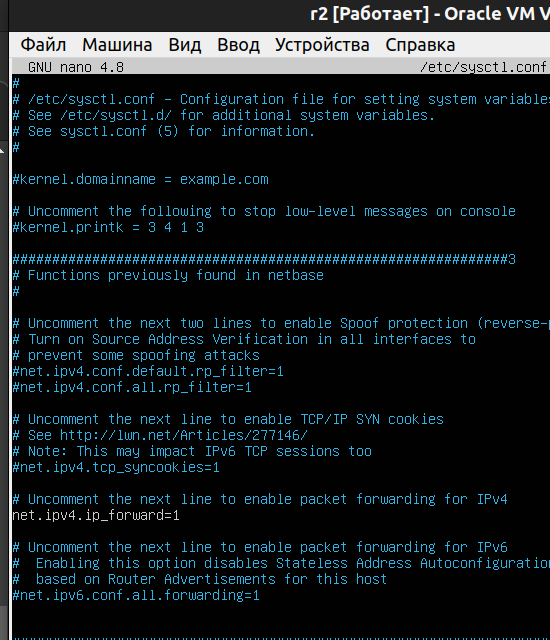 r2 [Работает] - Oracle VM V
Файл Машина Вид Ввод Устройства Справка
GNU nano 4.8 /etc/sysctl.conf
#
# /etc/sysctl.conf - Configuration file for setting system variables
# See /etc/sysctl.d/ for additional system variables.
# See sysctl.conf (5) for information.
#
#kernel.domainname = example.com
# Uncomment the following to stop low-level messages on console
#kernel.printk = 3 4 1 3
##############################################################3
# Functions previously found in netbase
#
# Uncomment the next two lines to enable Spoof protection (reverse-p
# Turn on Source Address Verification in all interfaces to
# prevent some spoofing attacks
#net.ipv4.conf.default.rp_filter=1
#net.ipv4.conf.all.rp_filter=1
# Uncomment the next line to enable TCP/IP SYN cookies
# See http://lwn.net/Articles/277146/
# Note: This may impact IPv6 TCP sessions too
#net.ipv4.tcp_syncookies=1
# Uncomment the next line to enable packet forwarding for IPv4
net.ipv4.ip_forward=1
# Uncomment the next line to enable packet forwarding for IPv6
#  Enabling this option disables Stateless Address Autoconfiguration
#  based on Router Advertisements for this host
#net.ipv6.conf.all.forwarding=1